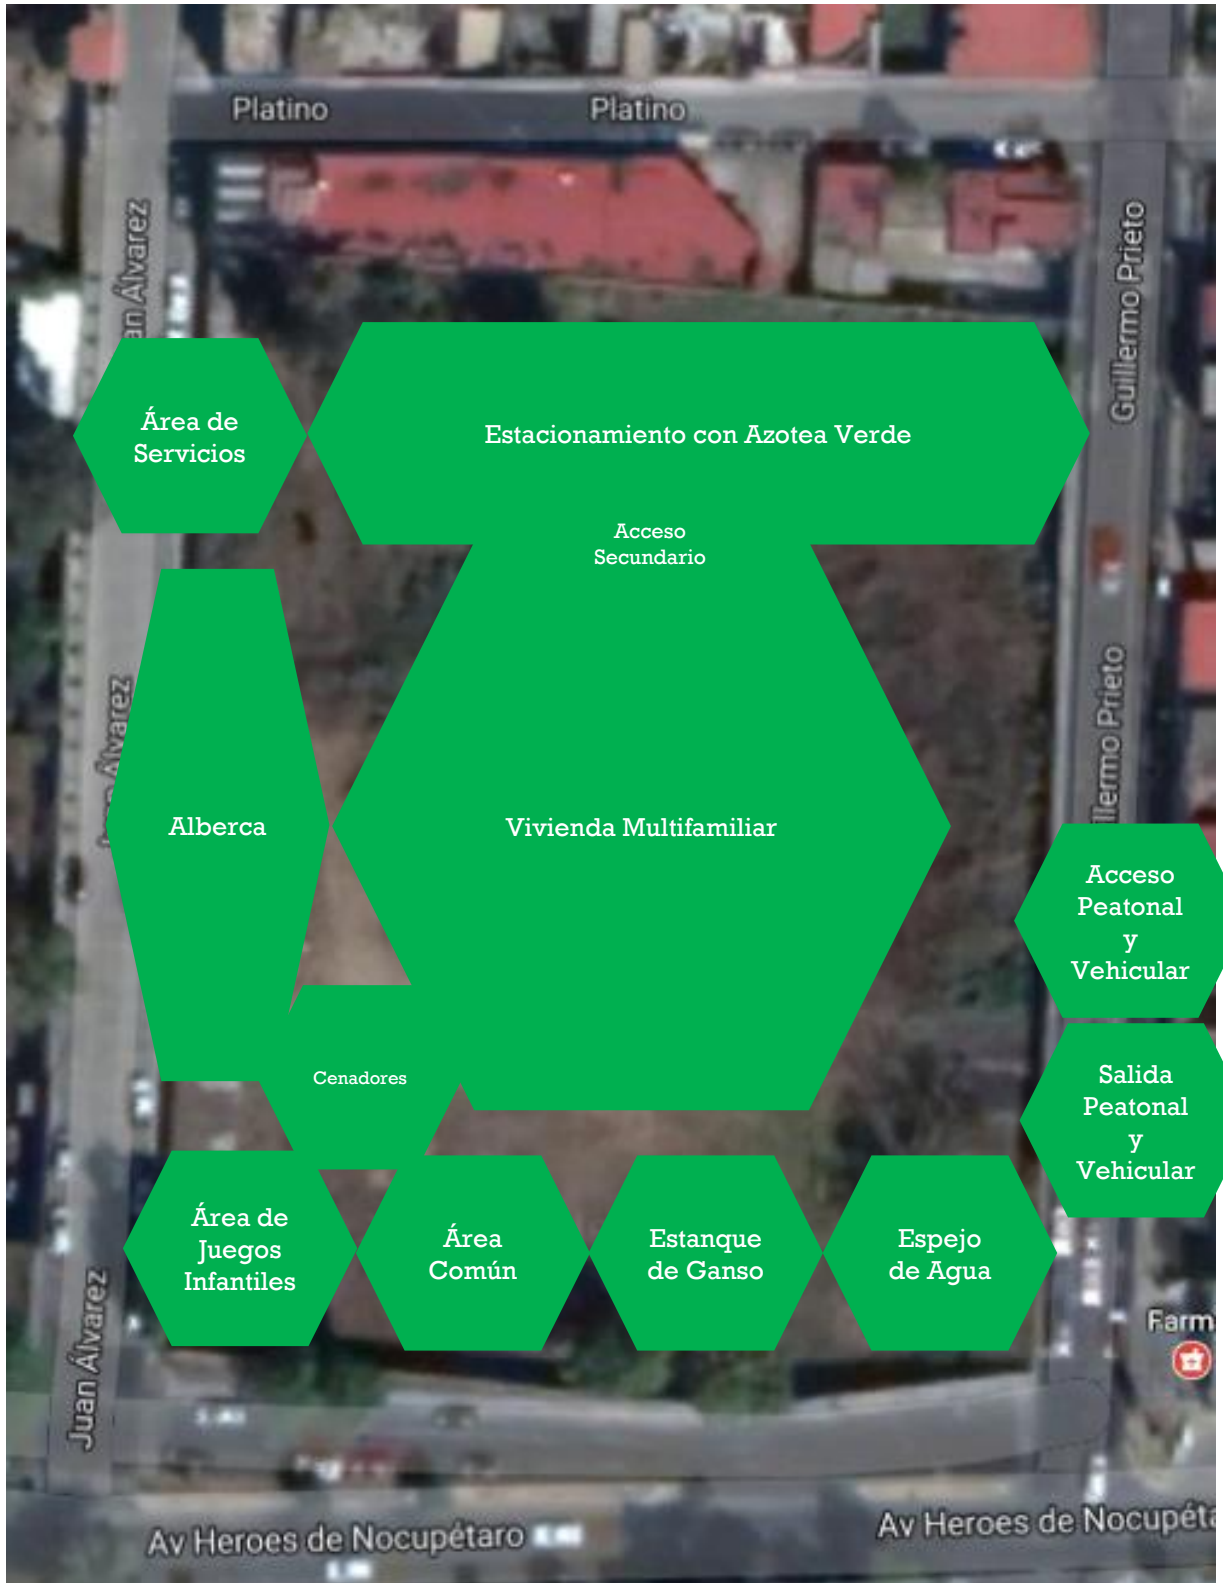 Platino
Platino
Juan Álvarez
Guillermo Prieto
Área de
Servicios
Estacionamiento con Azotea Verde
Acceso
Secundario
Guillermo Prieto
Juan Álvarez
Alberca
Vivienda Multifamiliar
Acceso
Peatonal
y
Vehicular
Cenadores
Salida
Peatonal
y
Vehicular
Área de
Juegos
Infantiles
Área
Común
Estanque
de Ganso
Espejo
de Agua
Juan Álvarez
Farm
Av Heroes de Nocupétaro
Av Heroes de Nocupéta